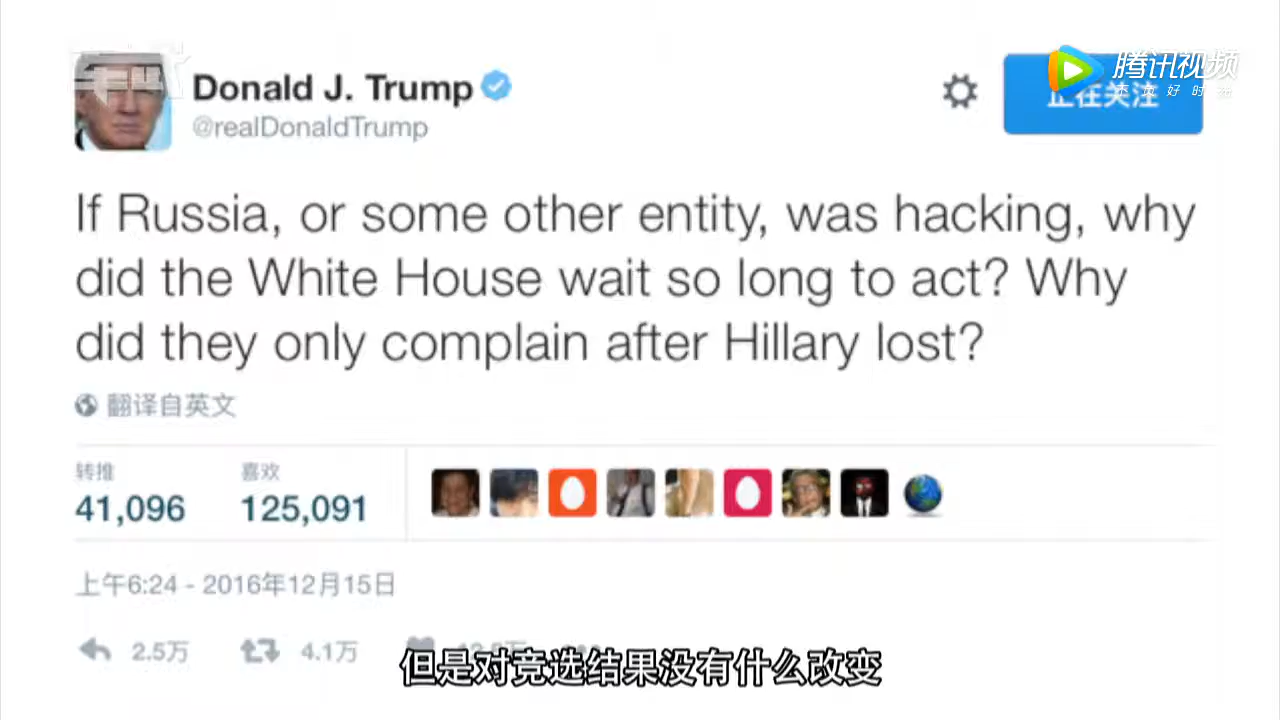 Donald J. Trump
@realDonaldTrump
腾讯视频
正在关注
If Russia, or some other entity, was hacking, why
did the White House wait so long to act? Why
did they only complain after Hillary lost?
翻译自英文
转推
喜欢
41,096
125,091
上午6:24 - 2016年12月15日
2.5万
4.1万
但是对竞选结果没有什么改变